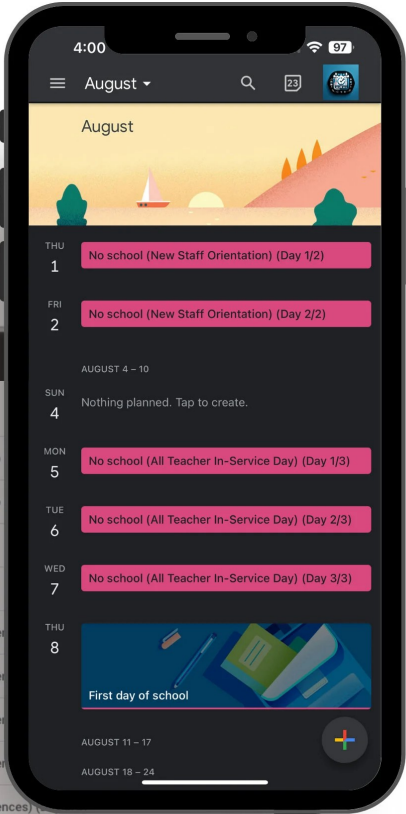 4:00
97
August
23
August
THU
1
No school (New Staff Orientation) (Day 1/2)
FRI
2
No school (New Staff Orientation) (Day 2/2)
AUGUST 4 – 10
SUN
4
Nothing planned. Tap to create.
MON
5
No school (All Teacher In-Service Day) (Day 1/3)
TUE
6
No school (All Teacher In-Service Day) (Day 2/3)
WED
7
No school (All Teacher In-Service Day) (Day 3/3)
THU
8
First day of school
AUGUST 11 – 17
AUGUST 18 – 24
ences)